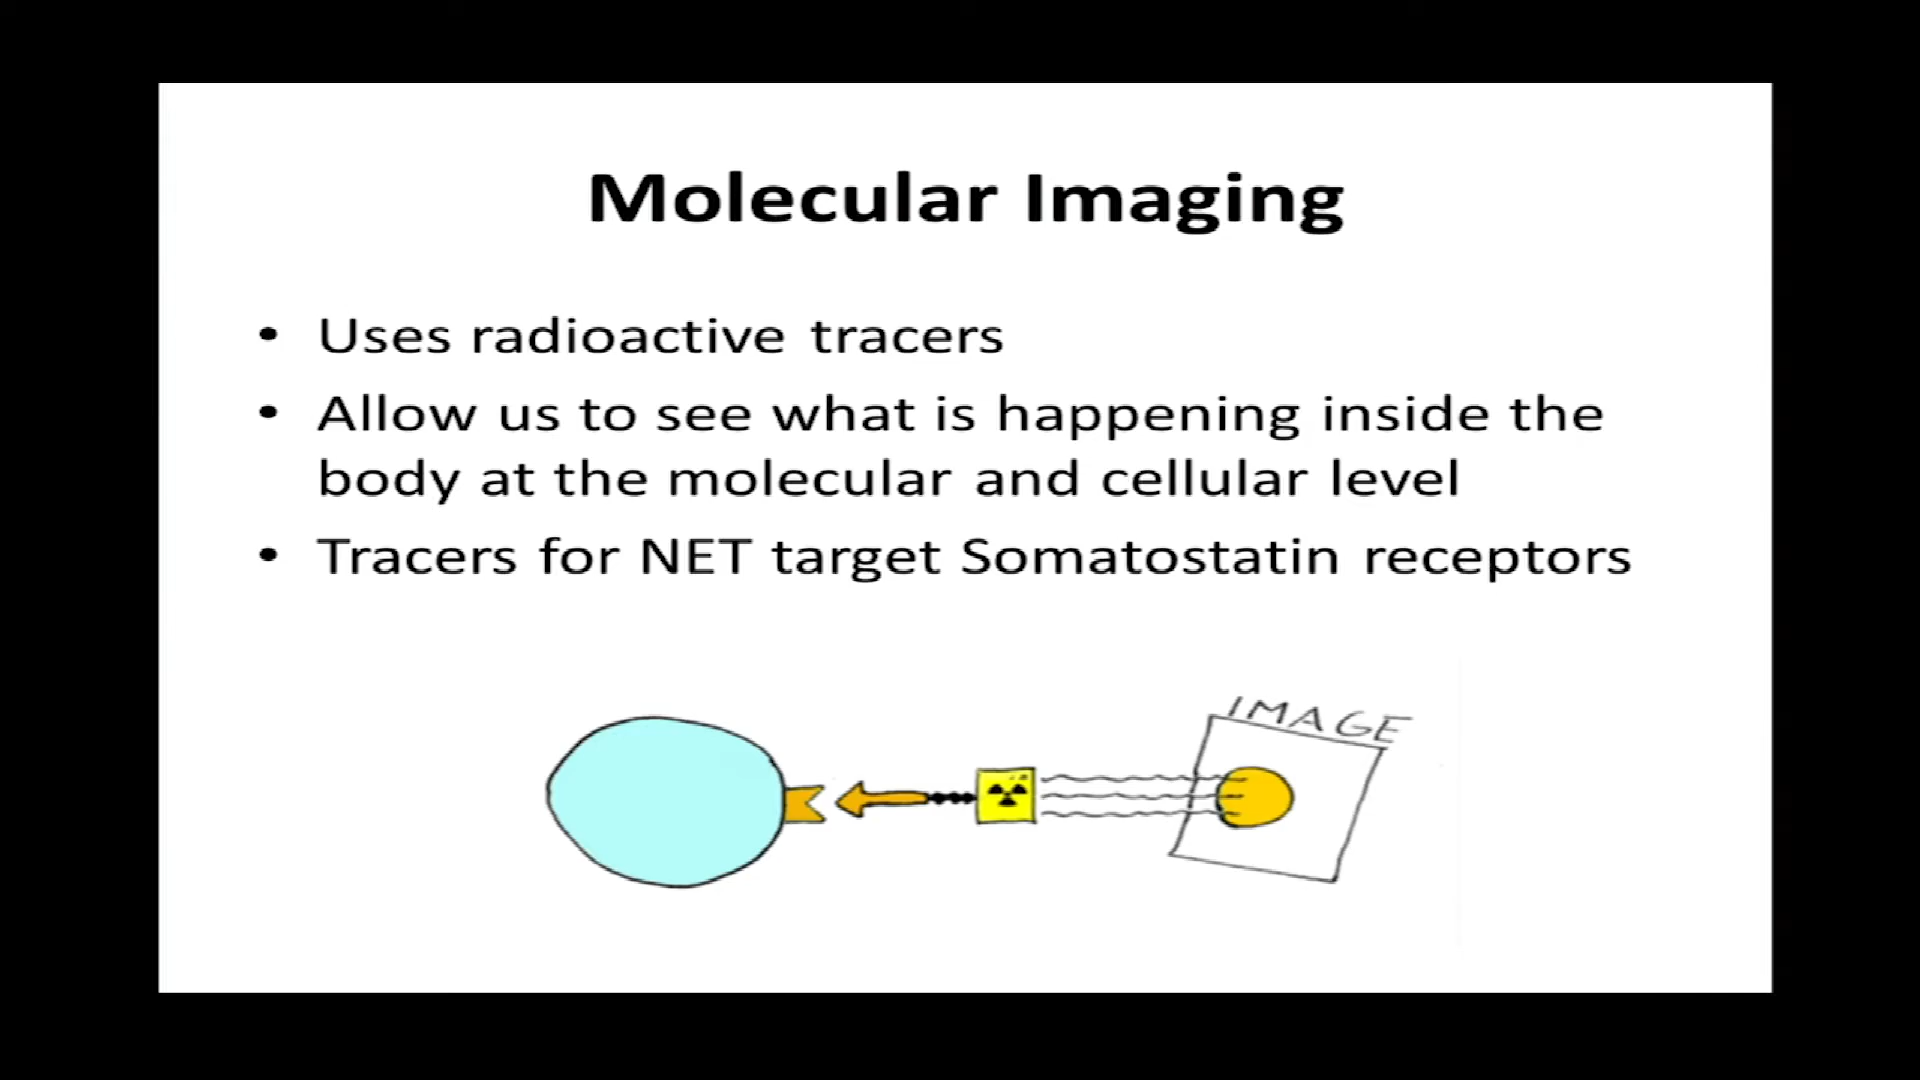 Molecular Imaging
• Uses radioactive tracers
• Allow us to see what is happening inside the
body at the molecular and cellular level
• Tracers for NET target Somatostatin receptors
IMAGE